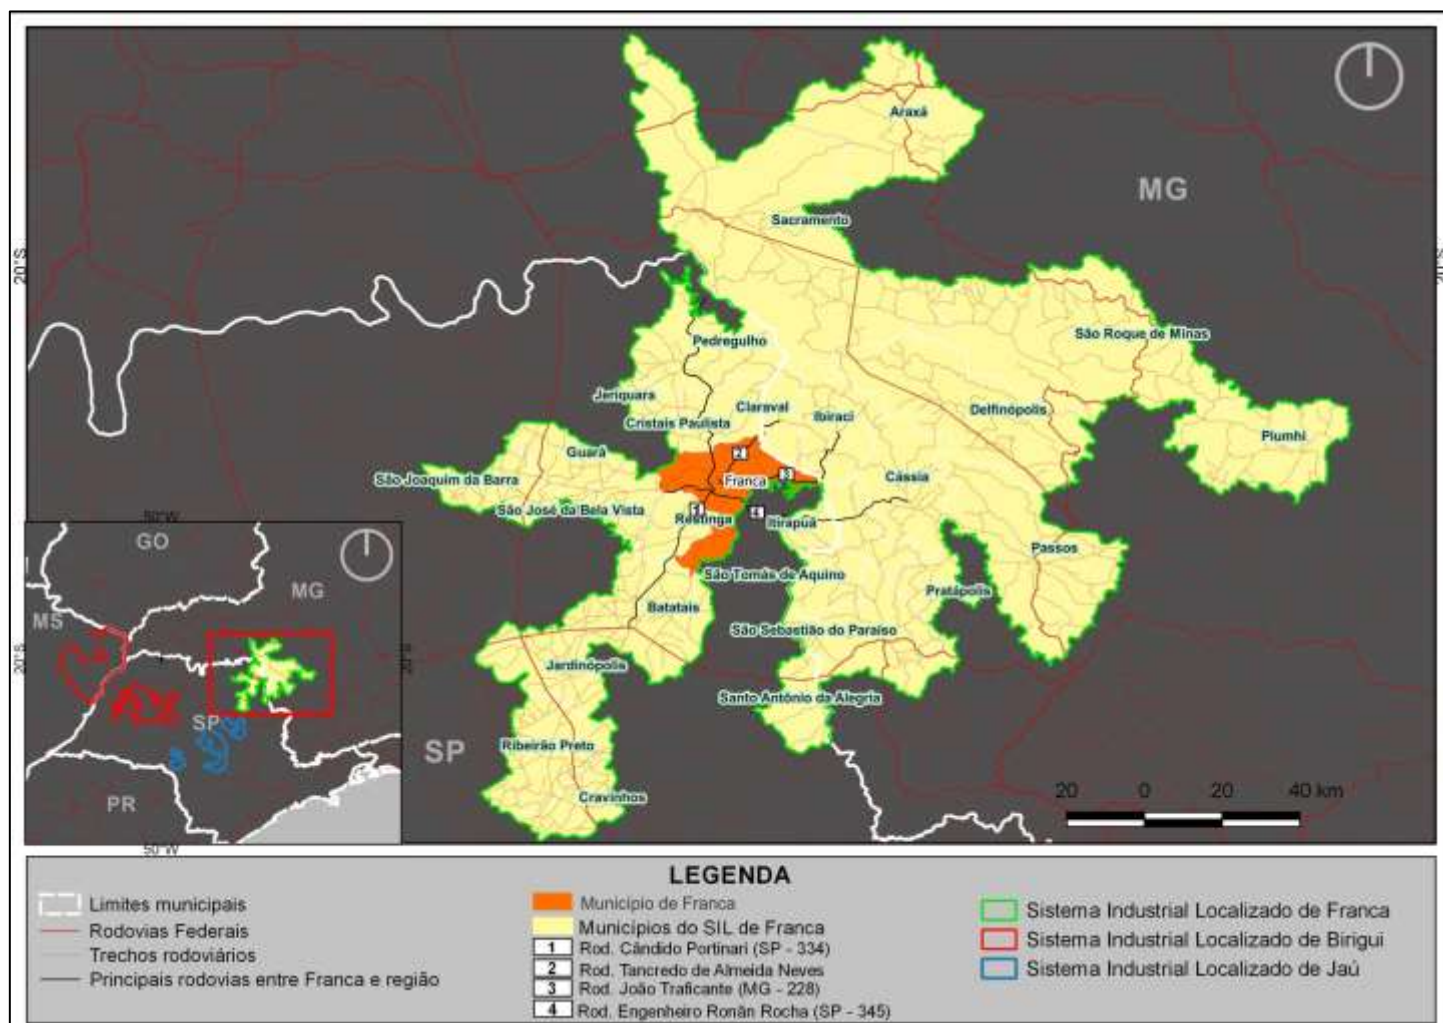 Araxá
MG
Sacramento
20°S
20°S
São Roque de Minas
Pedregulho
Jeriquara
Claraval
Ibiraci
Delfinópolis
Cristais Paulista
Piumhi
Guará
2
Cássia
São Joaquim da Barra
Franca
3
São José da Bela Vista
1
4
Restinga
Itirapuã
50°W
GO
Passos
MG
São Tomás de Aquino
Pratápolis
MS
Batatais
São Sebastião do Paraíso
20°S
20°S
Jardinópolis
Santo Antônio da Alegria
SP
SP
Ribeirão Preto
PR
Cravinhos
20 0 20 40 km
50°W
LEGENDA
Limites municipais
Rodovias Federais
Trechos rodoviários
Principais rodovias entre Franca e região
Município de Franca
Municípios do SIL de Franca
1 Rod. Cândido Portinari (SP - 334)
2 Rod. Tancredo de Almeida Neves
3 Rod. João Traficante (MG - 228)
4 Rod. Engenheiro Ronãn Rocha (SP - 345)
Sistema Industrial Localizado de Franca
Sistema Industrial Localizado de Birigui
Sistema Industrial Localizado de Jaú